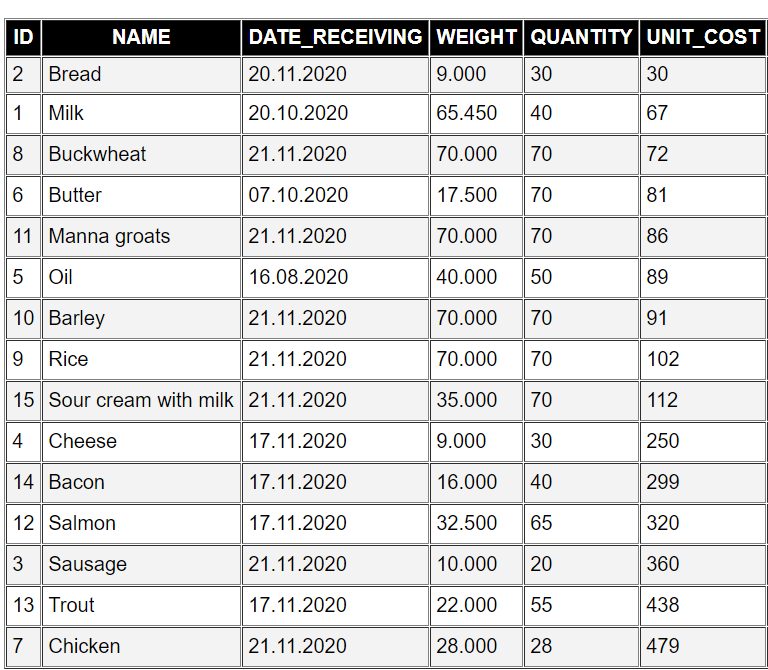 ID NAME DATE_RECEIVING WEIGHT QUANTITY UNIT_COST
2 Bread 20.11.2020 9.000 30 30
1 Milk 20.10.2020 65.450 40 67
8 Buckwheat 21.11.2020 70.000 70 72
6 Butter 07.10.2020 17.500 70 81
11 Manna groats 21.11.2020 70.000 70 86
5 Oil 16.08.2020 40.000 50 89
10 Barley 21.11.2020 70.000 70 91
9 Rice 21.11.2020 70.000 70 102
15 Sour cream with milk 21.11.2020 35.000 70 112
4 Cheese 17.11.2020 9.000 30 250
14 Bacon 17.11.2020 16.000 40 299
12 Salmon 17.11.2020 32.500 65 320
3 Sausage 21.11.2020 10.000 20 360
13 Trout 17.11.2020 22.000 55 438
7 Chicken 21.11.2020 28.000 28 479